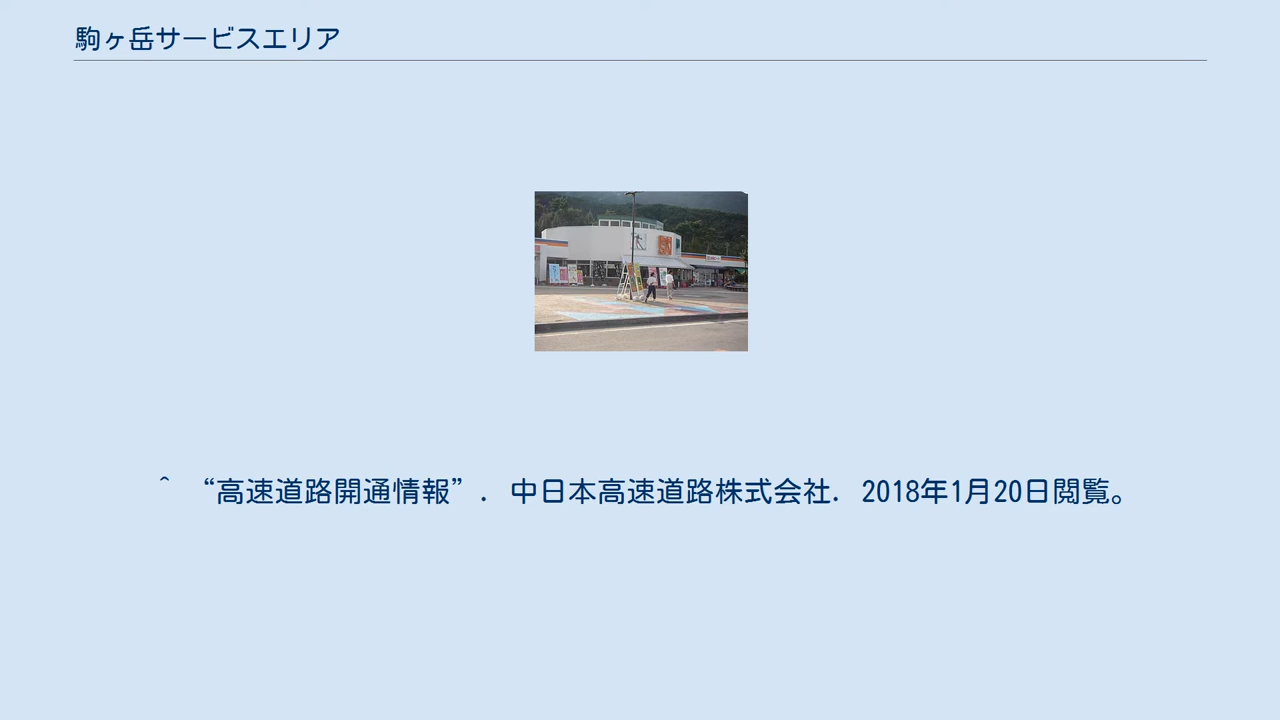 駒ヶ岳サービスエリア
^ “高速道路開通情報”. 中日本高速道路株式会社. 2018年1月20日閲覧。